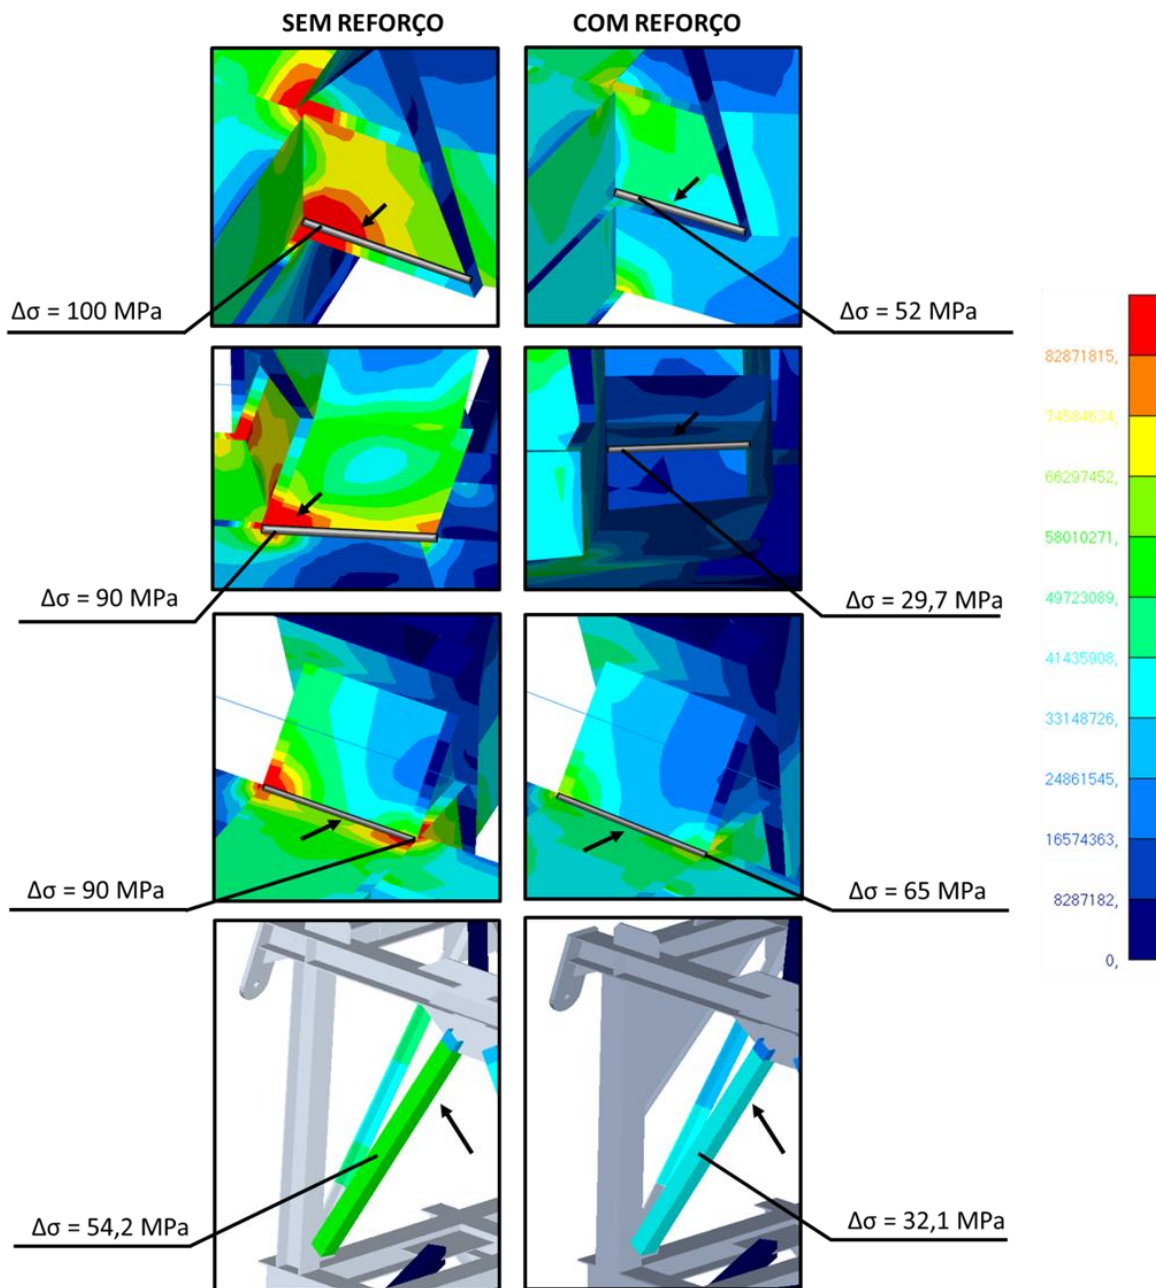 SEM REFORÇO
COM REFORÇO
Δσ = 100 MPa
Δσ = 52 MPa
Δσ = 90 MPa
Δσ = 29,7 MPa
Δσ = 90 MPa
Δσ = 65 MPa
Δσ = 54,2 MPa
Δσ = 32,1 MPa
82871815,
74584634,
66297452,
58010271,
49723089,
41435908,
33148726,
24861545,
16574363,
8287182,
0,